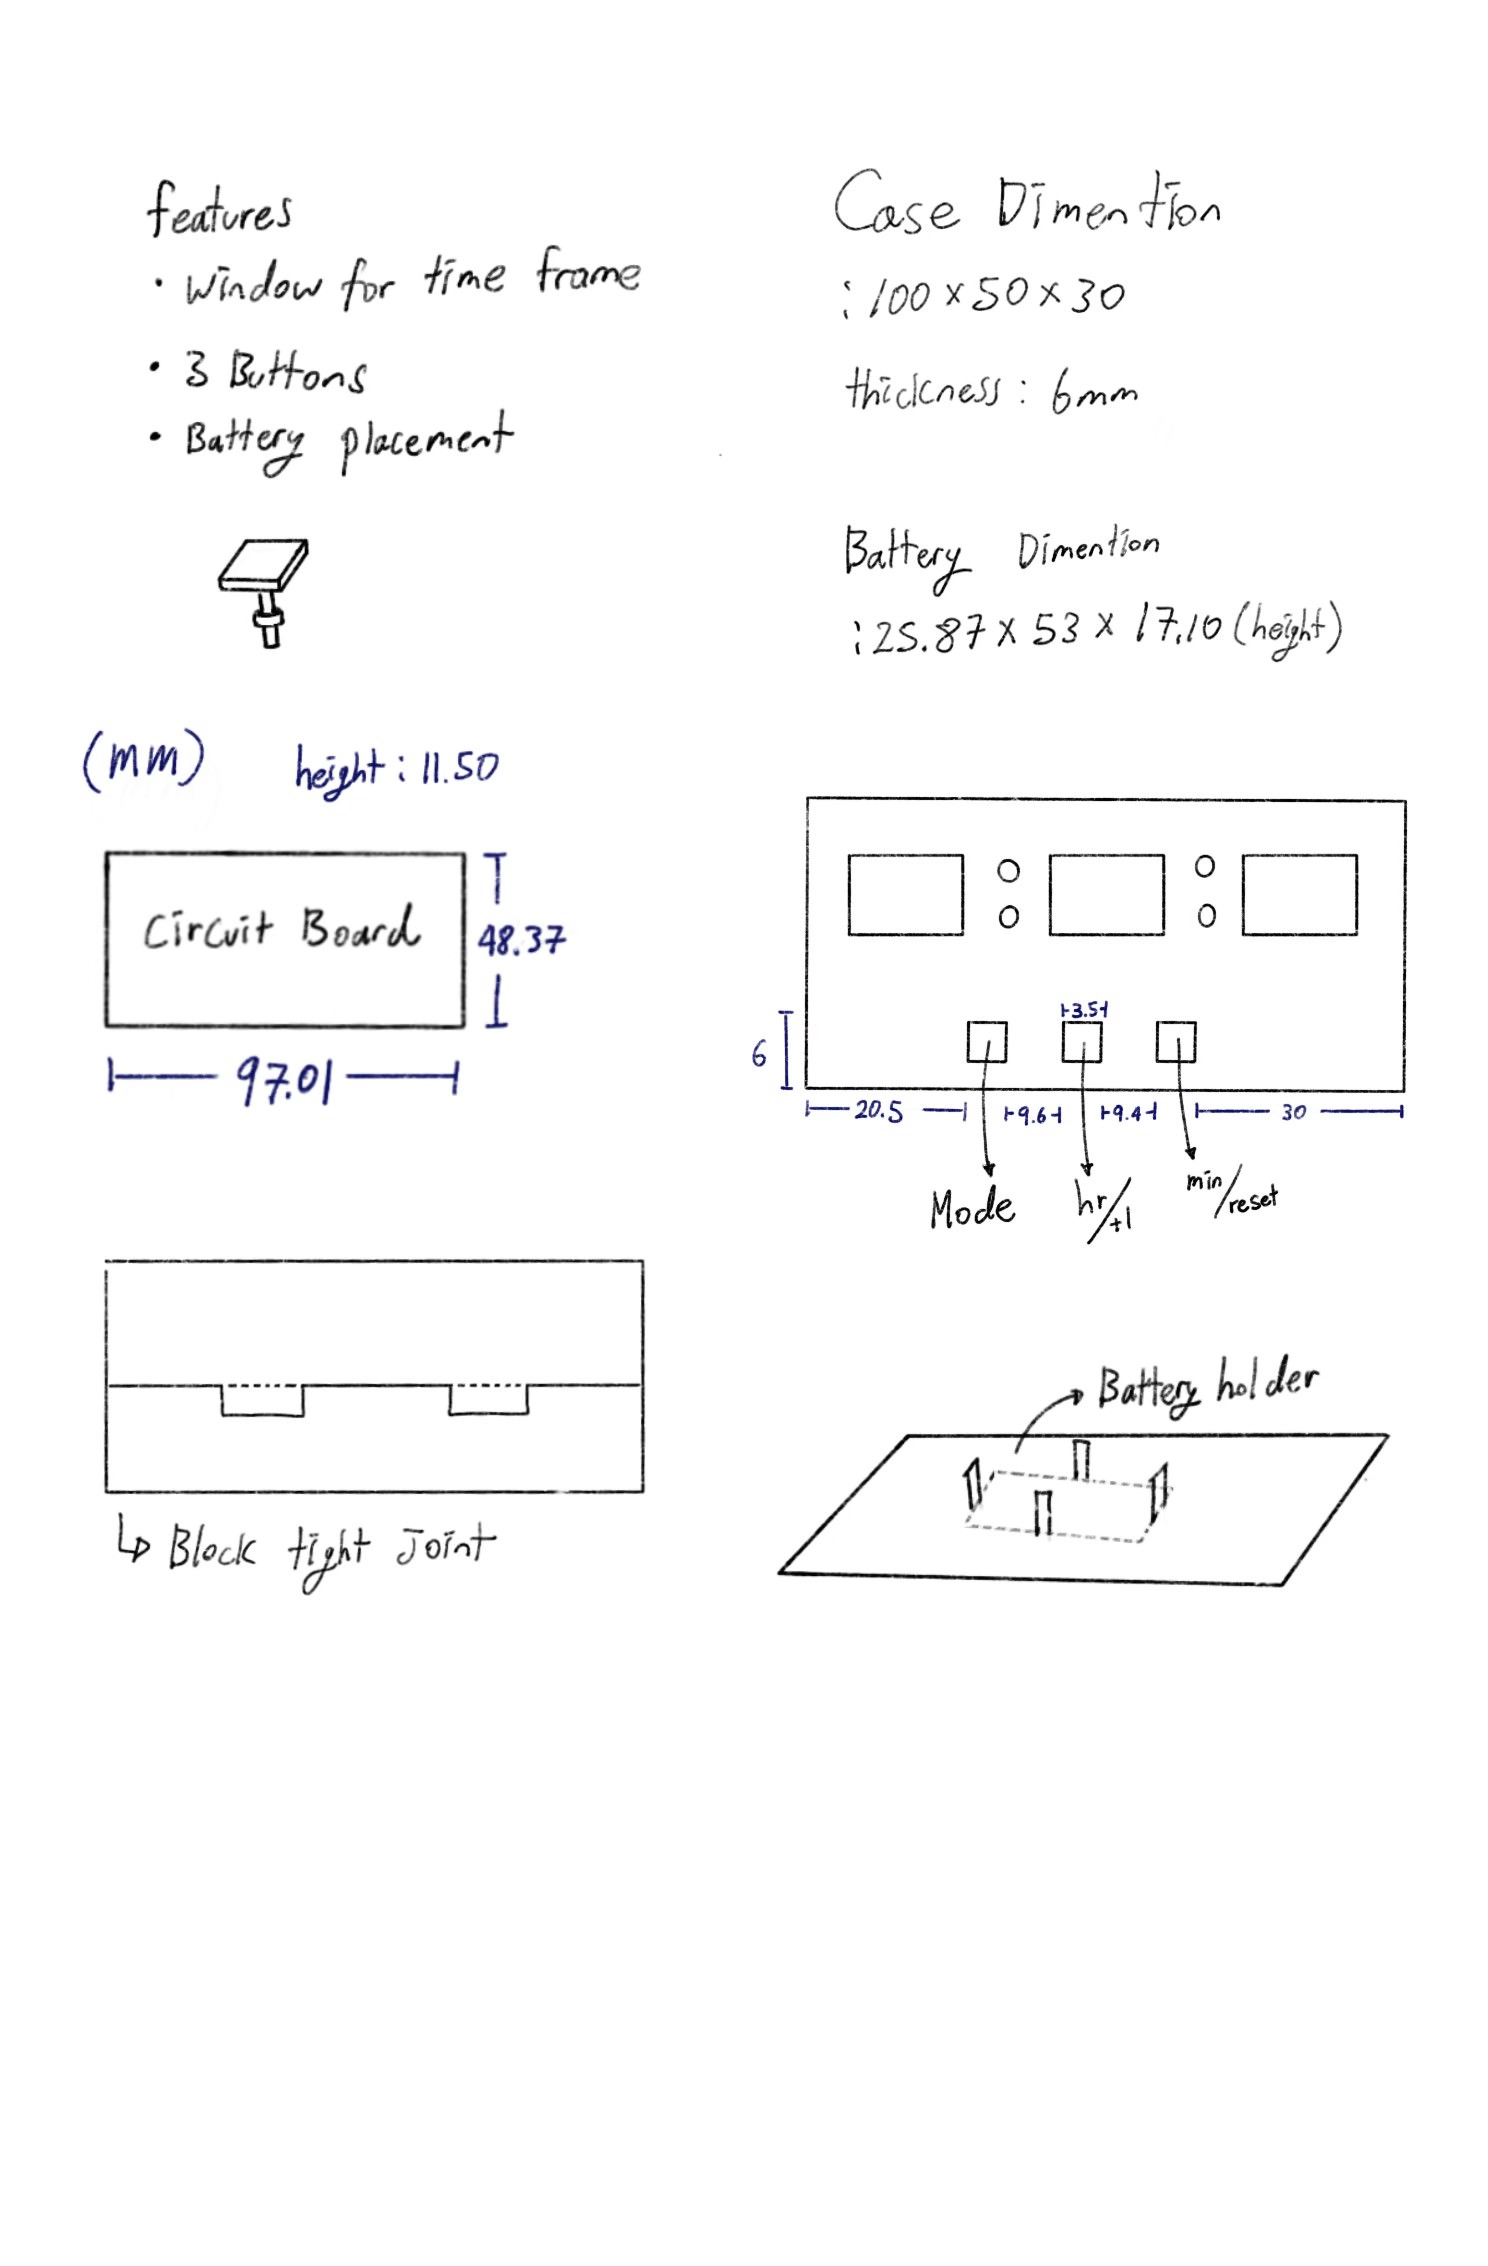 features
• Window for time frame
• 3 Buttons
• Battery placement
Case Dimention
: 100 x 50 x 30
thickness : 6mm
Battery Dimention
: 25.87 x 53 x 17.10 (height)
(mm) height : 11.50
Circuit Board
48.37
97.01
3.5
6
20.5
9.6
9.4
30
Mode
hr/+1
min/reset
Block tight Joint
Battery holder